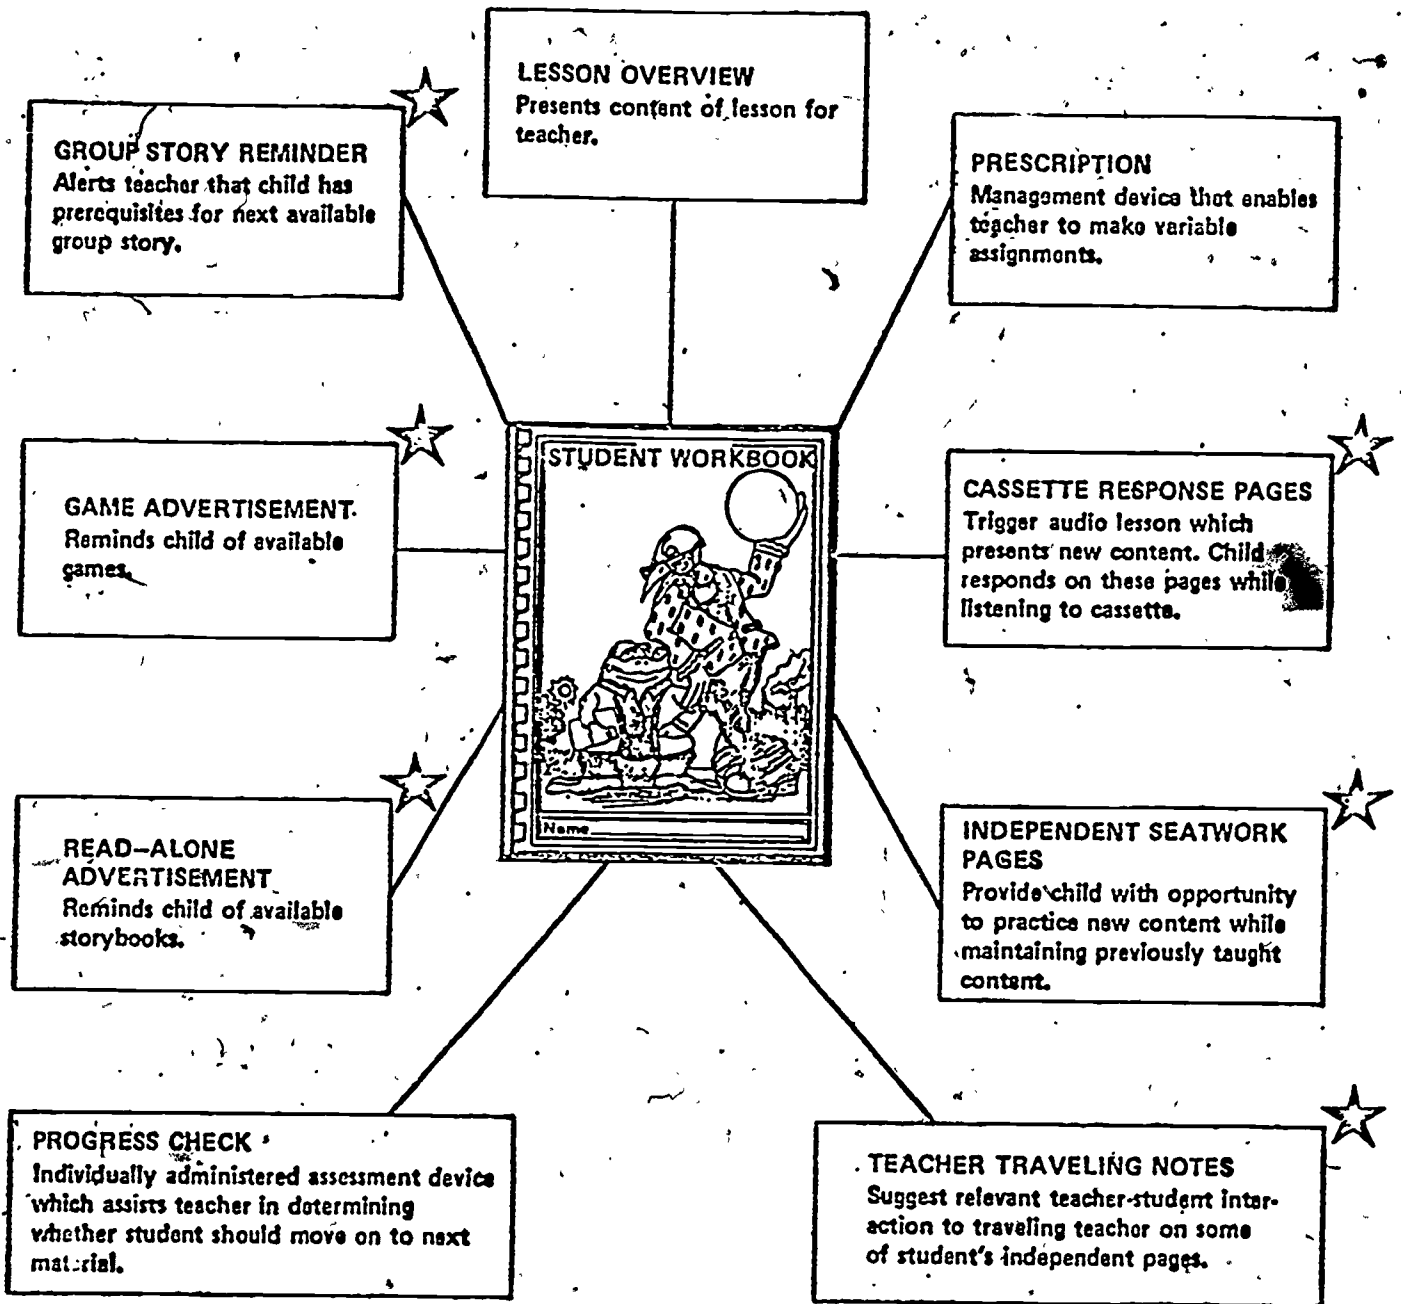 LESSON OVERVIEW
Presents content of lesson for
teacher.
GROUP STORY REMINDER
Alerts teacher that child has
prerequisites for next available
group story.
PRESCRIPTION
Management device that enables
teacher to make variable
assignments.
GAME ADVERTISEMENT
Reminds child of available
games.
STUDENT WORKBOOK
Name
CASSETTE RESPONSE PAGES
Trigger audio lesson which
presents new content. Child
responds on these pages while
listening to cassette.
READ-ALONE
ADVERTISEMENT
Reminds child of available
storybooks.
INDEPENDENT SEATWORK
PAGES
Provide child with opportunity
to practice new content while
maintaining previously taught
content.
PROGRESS CHECK
Individually administered assessment device
which assists teacher in determining
whether student should move on to next
material.
TEACHER TRAVELING NOTES
Suggest relevant teacher-student inter-
action to traveling teacher on some
of student's independent pages.